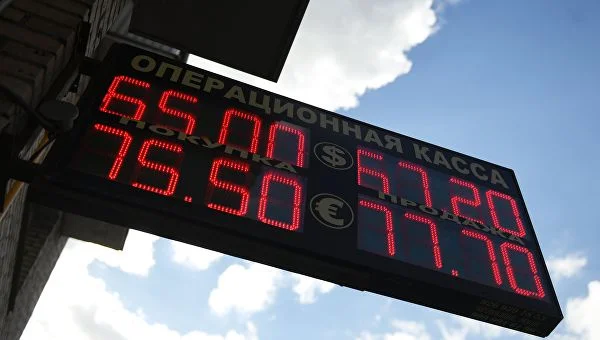 ОПЕРАЦИОННАЯ КАССА
65.00 $ 57.20
ПОКУПКА ПРОДАЖА
75.50 € 77.70